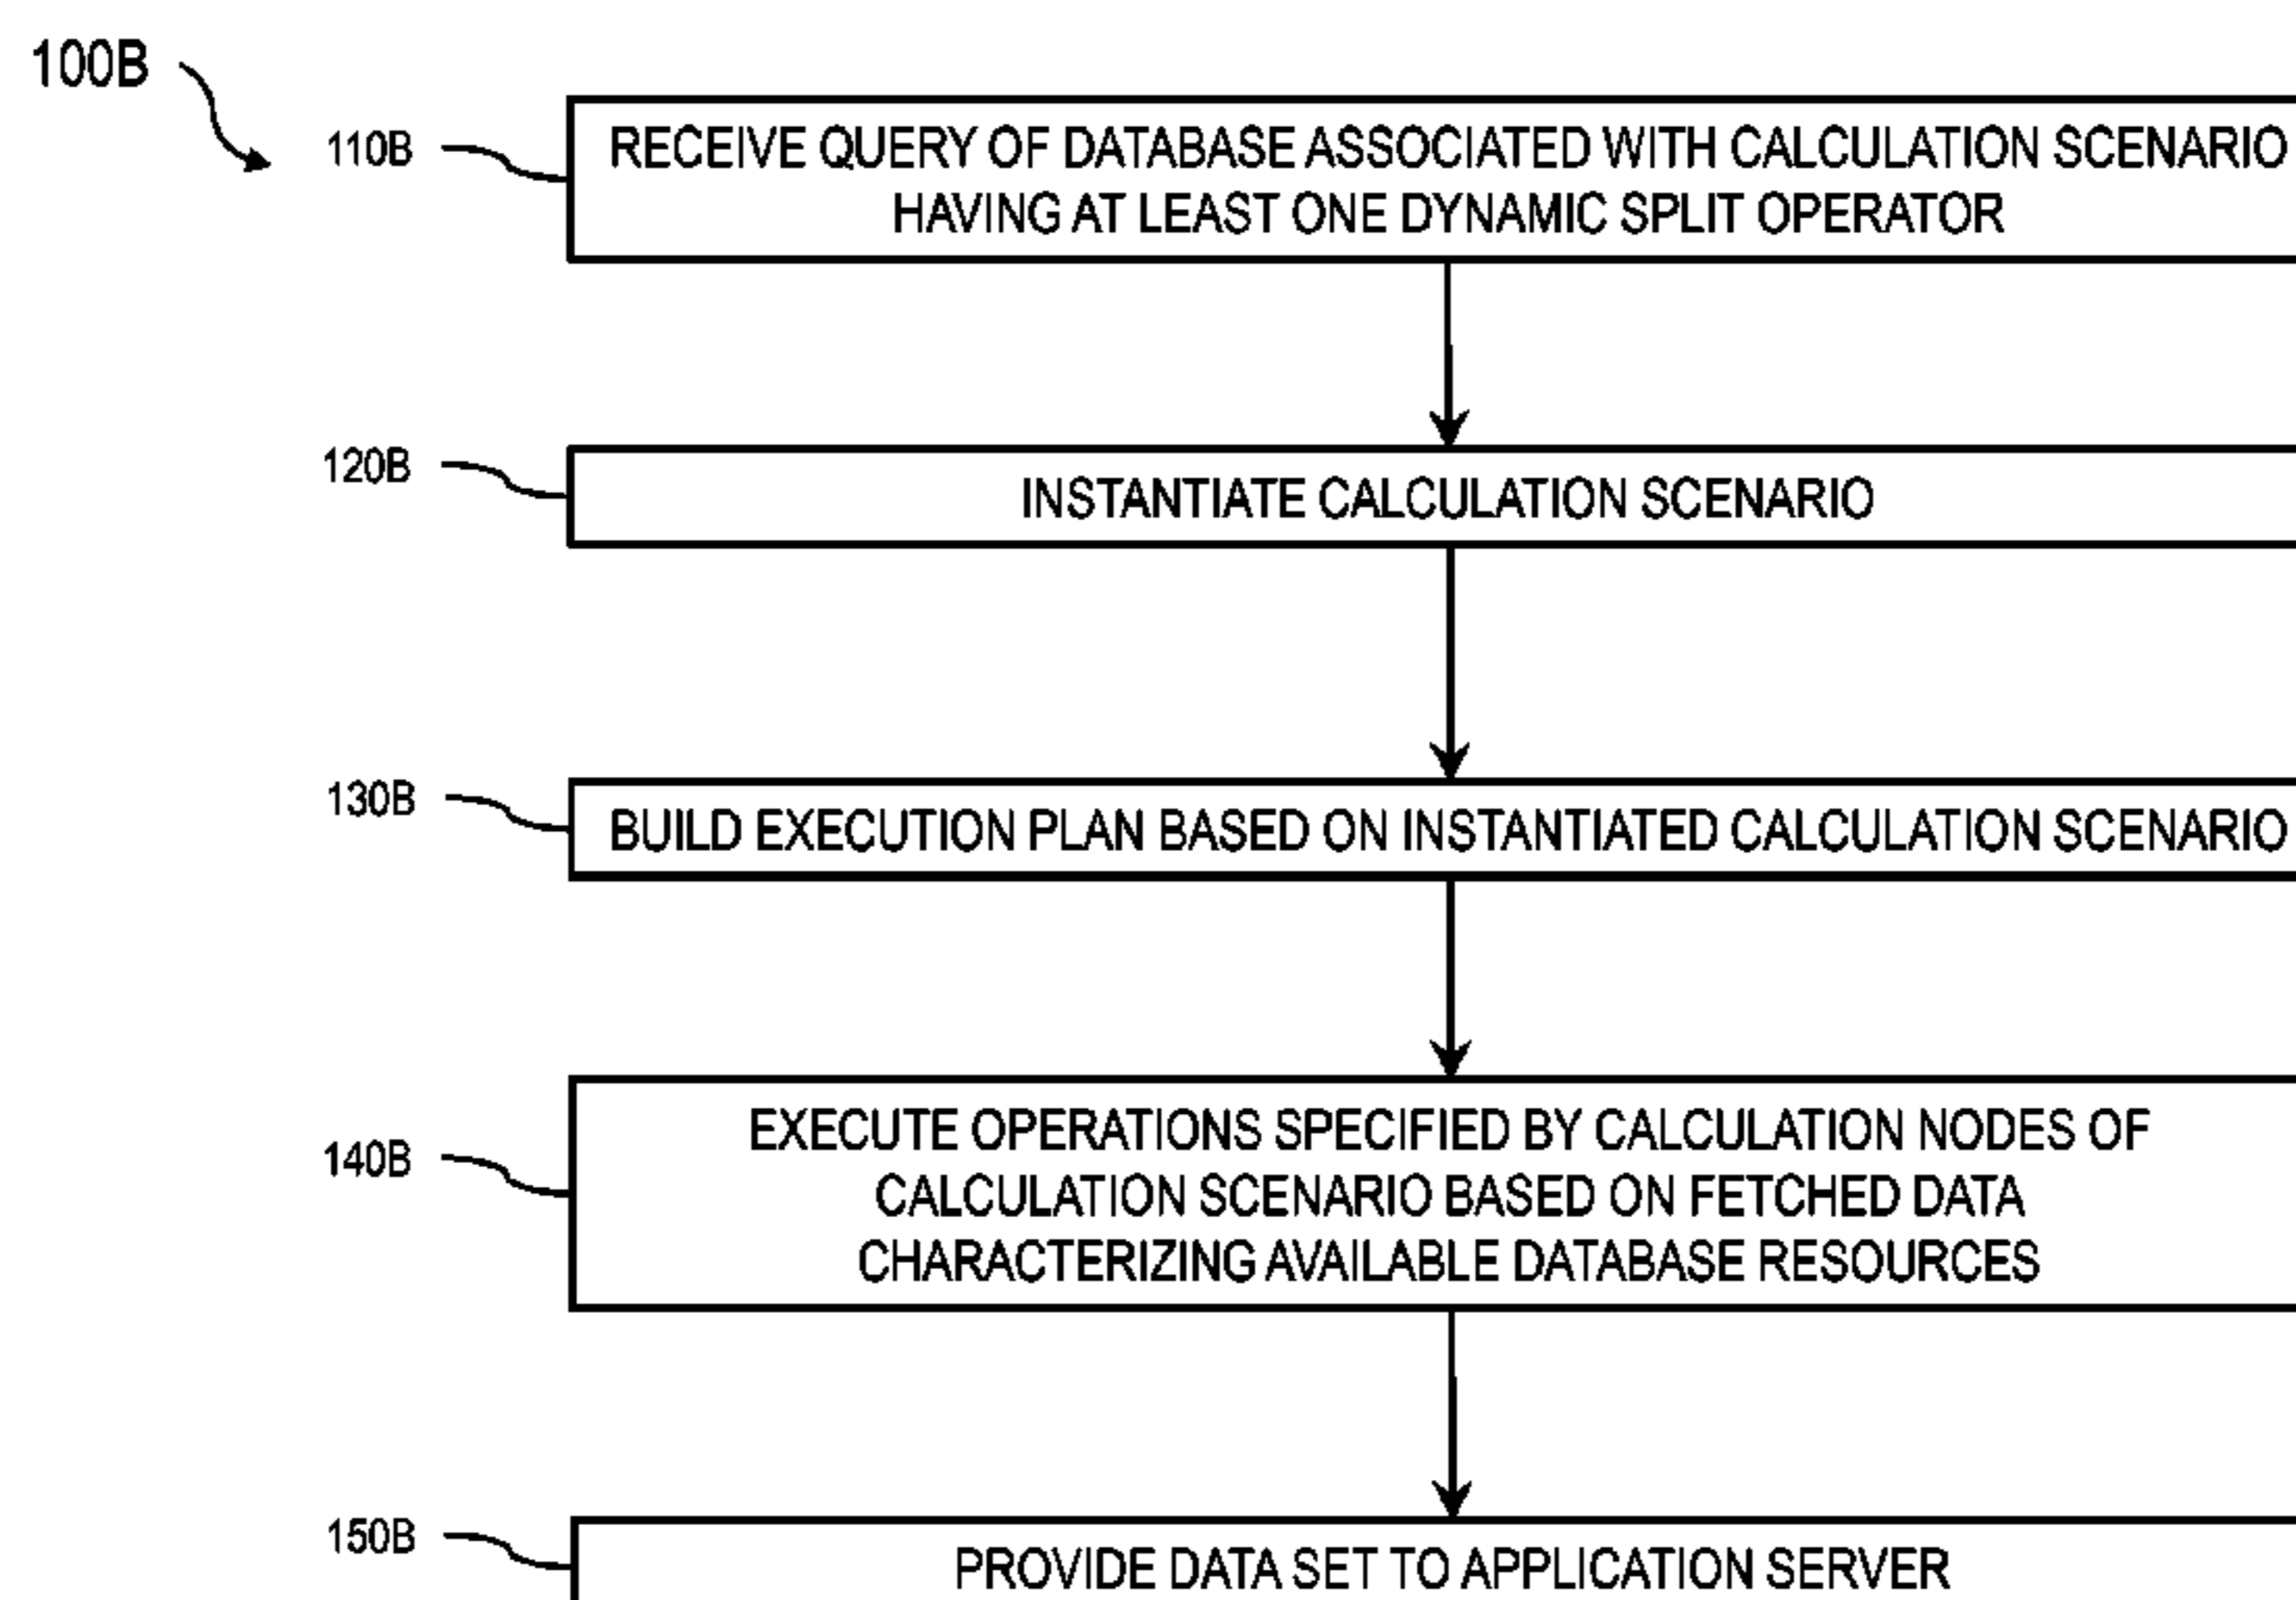 100B
110B
RECEIVE QUERY OF DATABASE ASSOCIATED WITH CALCULATION SCENARIO
HAVING AT LEAST ONE DYNAMIC SPLIT OPERATOR
120B
INSTANTIATE CALCULATION SCENARIO
130B
BUILD EXECUTION PLAN BASED ON INSTANTIATED CALCULATION SCENARIO
140B
EXECUTE OPERATIONS SPECIFIED BY CALCULATION NODES OF
CALCULATION SCENARIO BASED ON FETCHED DATA
CHARACTERIZING AVAILABLE DATABASE RESOURCES
150B
PROVIDE DATA SET TO APPLICATION SERVER